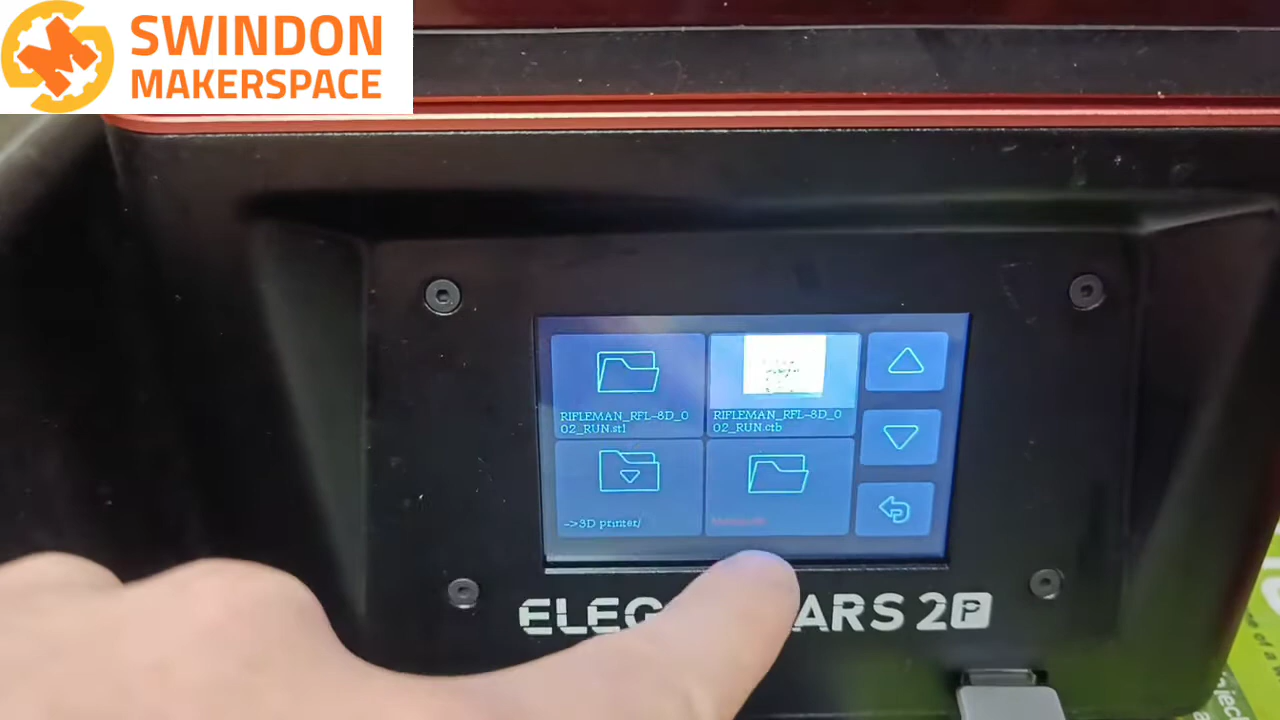 SWINDON
MAKERSPACE
RIFLEMAN_RFL-8D_0
02_RUN.stl
RIFLEMAN_RFL-8D_0
02_RUN.ctb
->3D printer/
ELEG ARS 2P